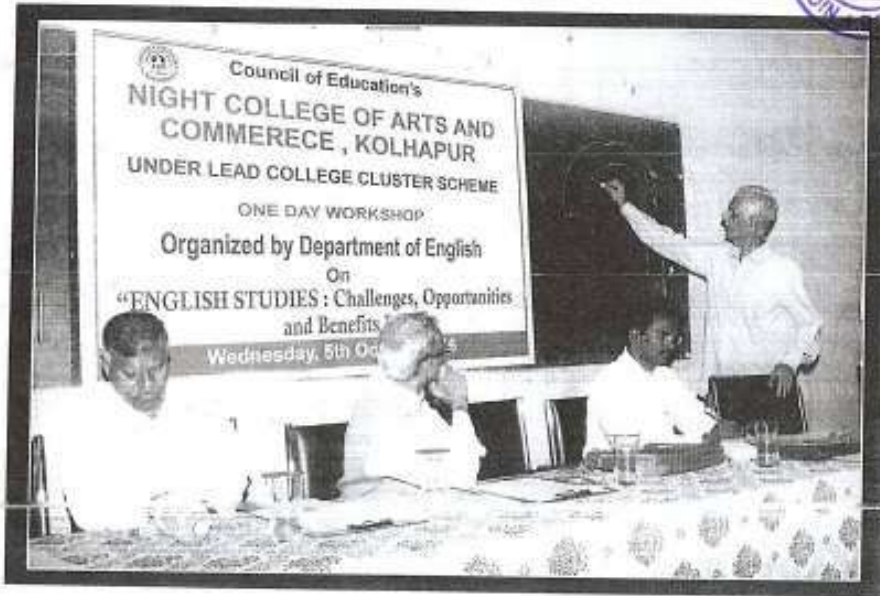 Council of Education's
NIGHT COLLEGE OF ARTS AND
COMMERECE , KOLHAPUR
UNDER LEAD COLLEGE CLUSTER SCHEME
ONE DAY WORKSHOP
Organized by Department of English
On
“ENGLISH STUDIES : Challenges, Opportunities
and Benefits
Wednesday, 5th